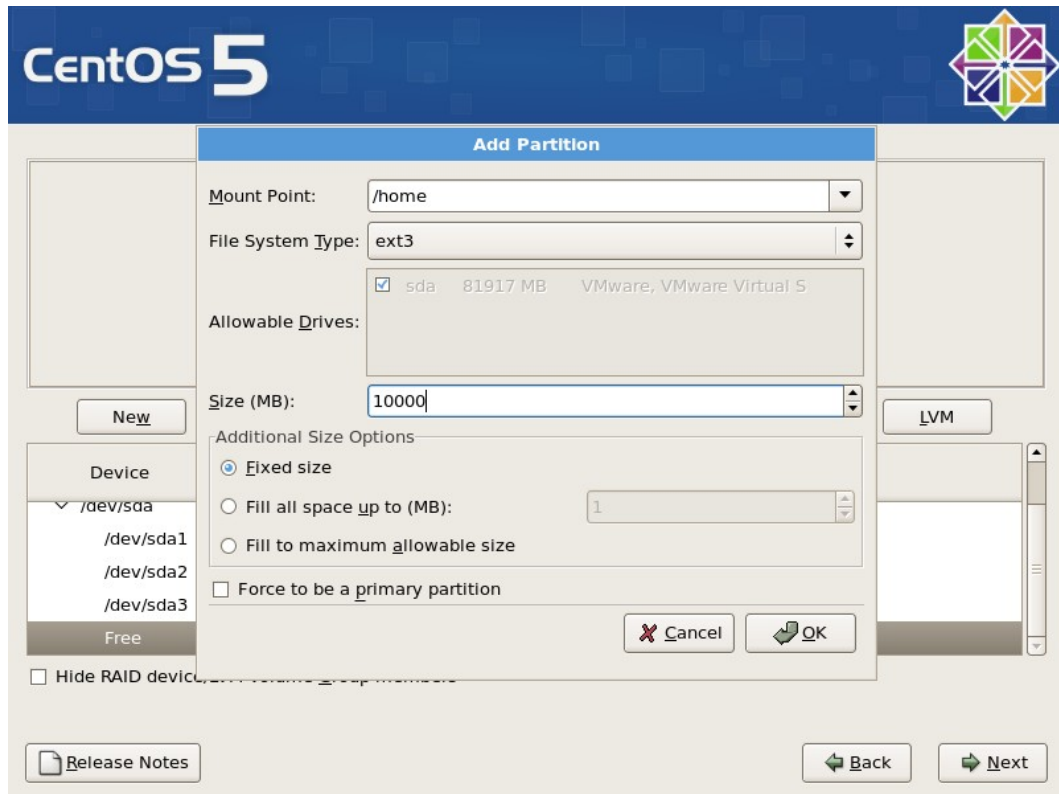 CentOS 5
Add Partition
Mount Point: /home
File System Type: ext3
sda 81917 MB VMware, VMware Virtual S
Allowable Drives:
Size (MB): 10000
New
LVM
Additional Size Options
Device
Fixed size
/dev/sda
Fill all space up to (MB): 1
/dev/sda1
Fill to maximum allowable size
/dev/sda2
Force to be a primary partition
/dev/sda3
Free
Cancel
OK
Hide RAID device
Release Notes
Back
Next